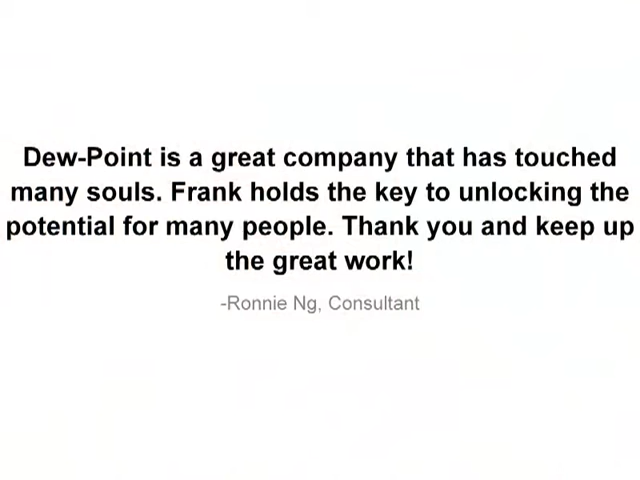 Dew-Point is a great company that has touched
many souls. Frank holds the key to unlocking the
potential for many people. Thank you and keep up
the great work!
-Ronnie Ng, Consultant